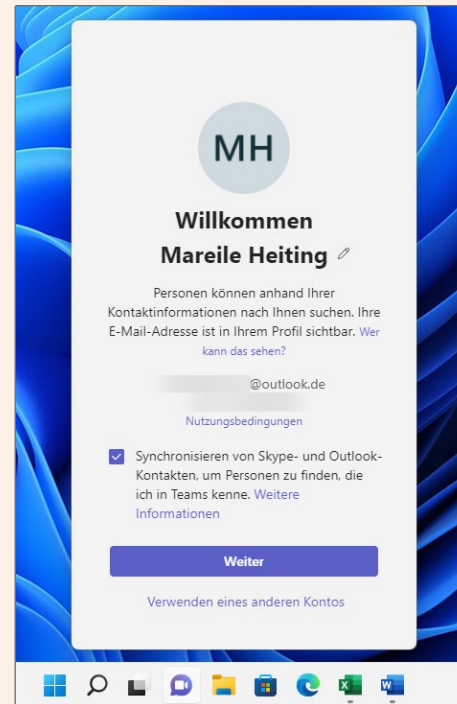 MH
Willkommen
Mareile Heiting
Personen können anhand Ihrer
Kontaktinformationen nach Ihnen suchen. Ihre
E-Mail-Adresse ist in Ihrem Profil sichtbar. Wer
kann das sehen?
@outlook.de
Nutzungsbedingungen
Synchronisieren von Skype- und Outlook-
Kontakten, um Personen zu finden, die
ich in Teams kenne. Weitere
Informationen
Weiter
Verwenden eines anderen Kontos